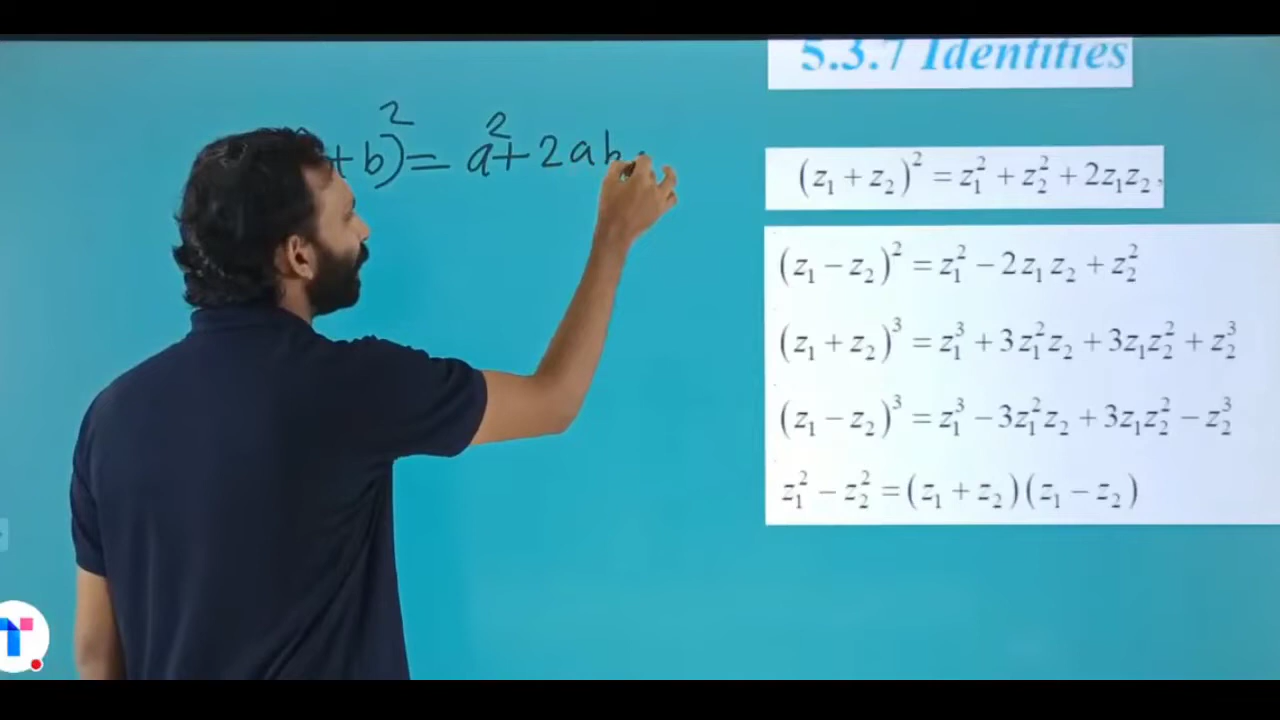 5.3.7 Identities
+ b)² = a² + 2ab
(z₁ + z₂)² = z₁² + z₂² + 2z₁z₂,
(z₁ − z₂)² = z₁² − 2z₁z₂ + z₂²
(z₁ + z₂)³ = z₁³ + 3z₁²z₂ + 3z₁z₂² + z₂³
(z₁ − z₂)³ = z₁³ − 3z₁²z₂ + 3z₁z₂² − z₂³
z₁² − z₂² = (z₁ + z₂)(z₁ − z₂)